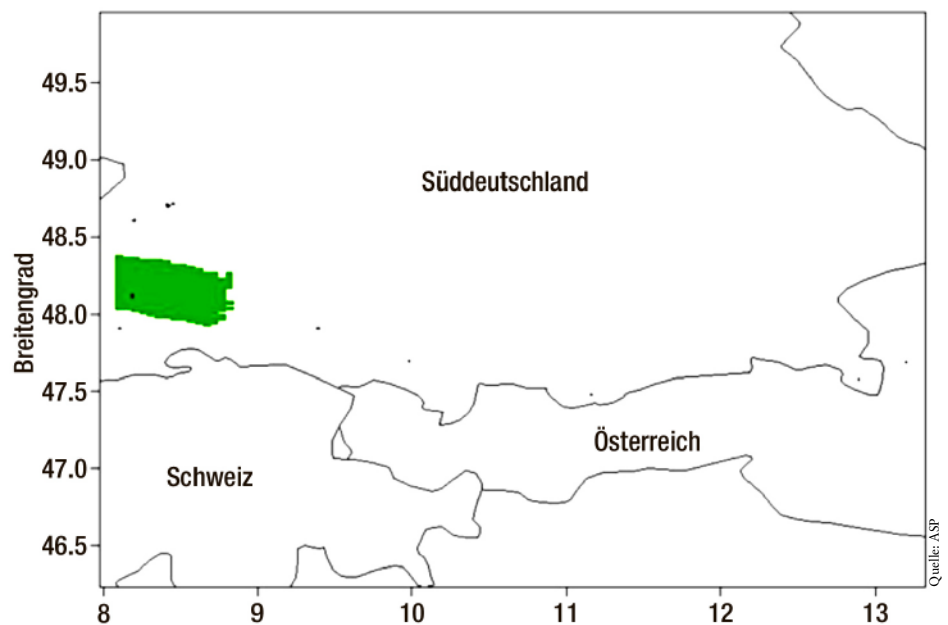 49.5
49.0
Süddeutschland
48.5
48.0
Breitengrad
47.5
Österreich
47.0
Schweiz
46.5
8 9 10 11 12 13
Quelle: ASP